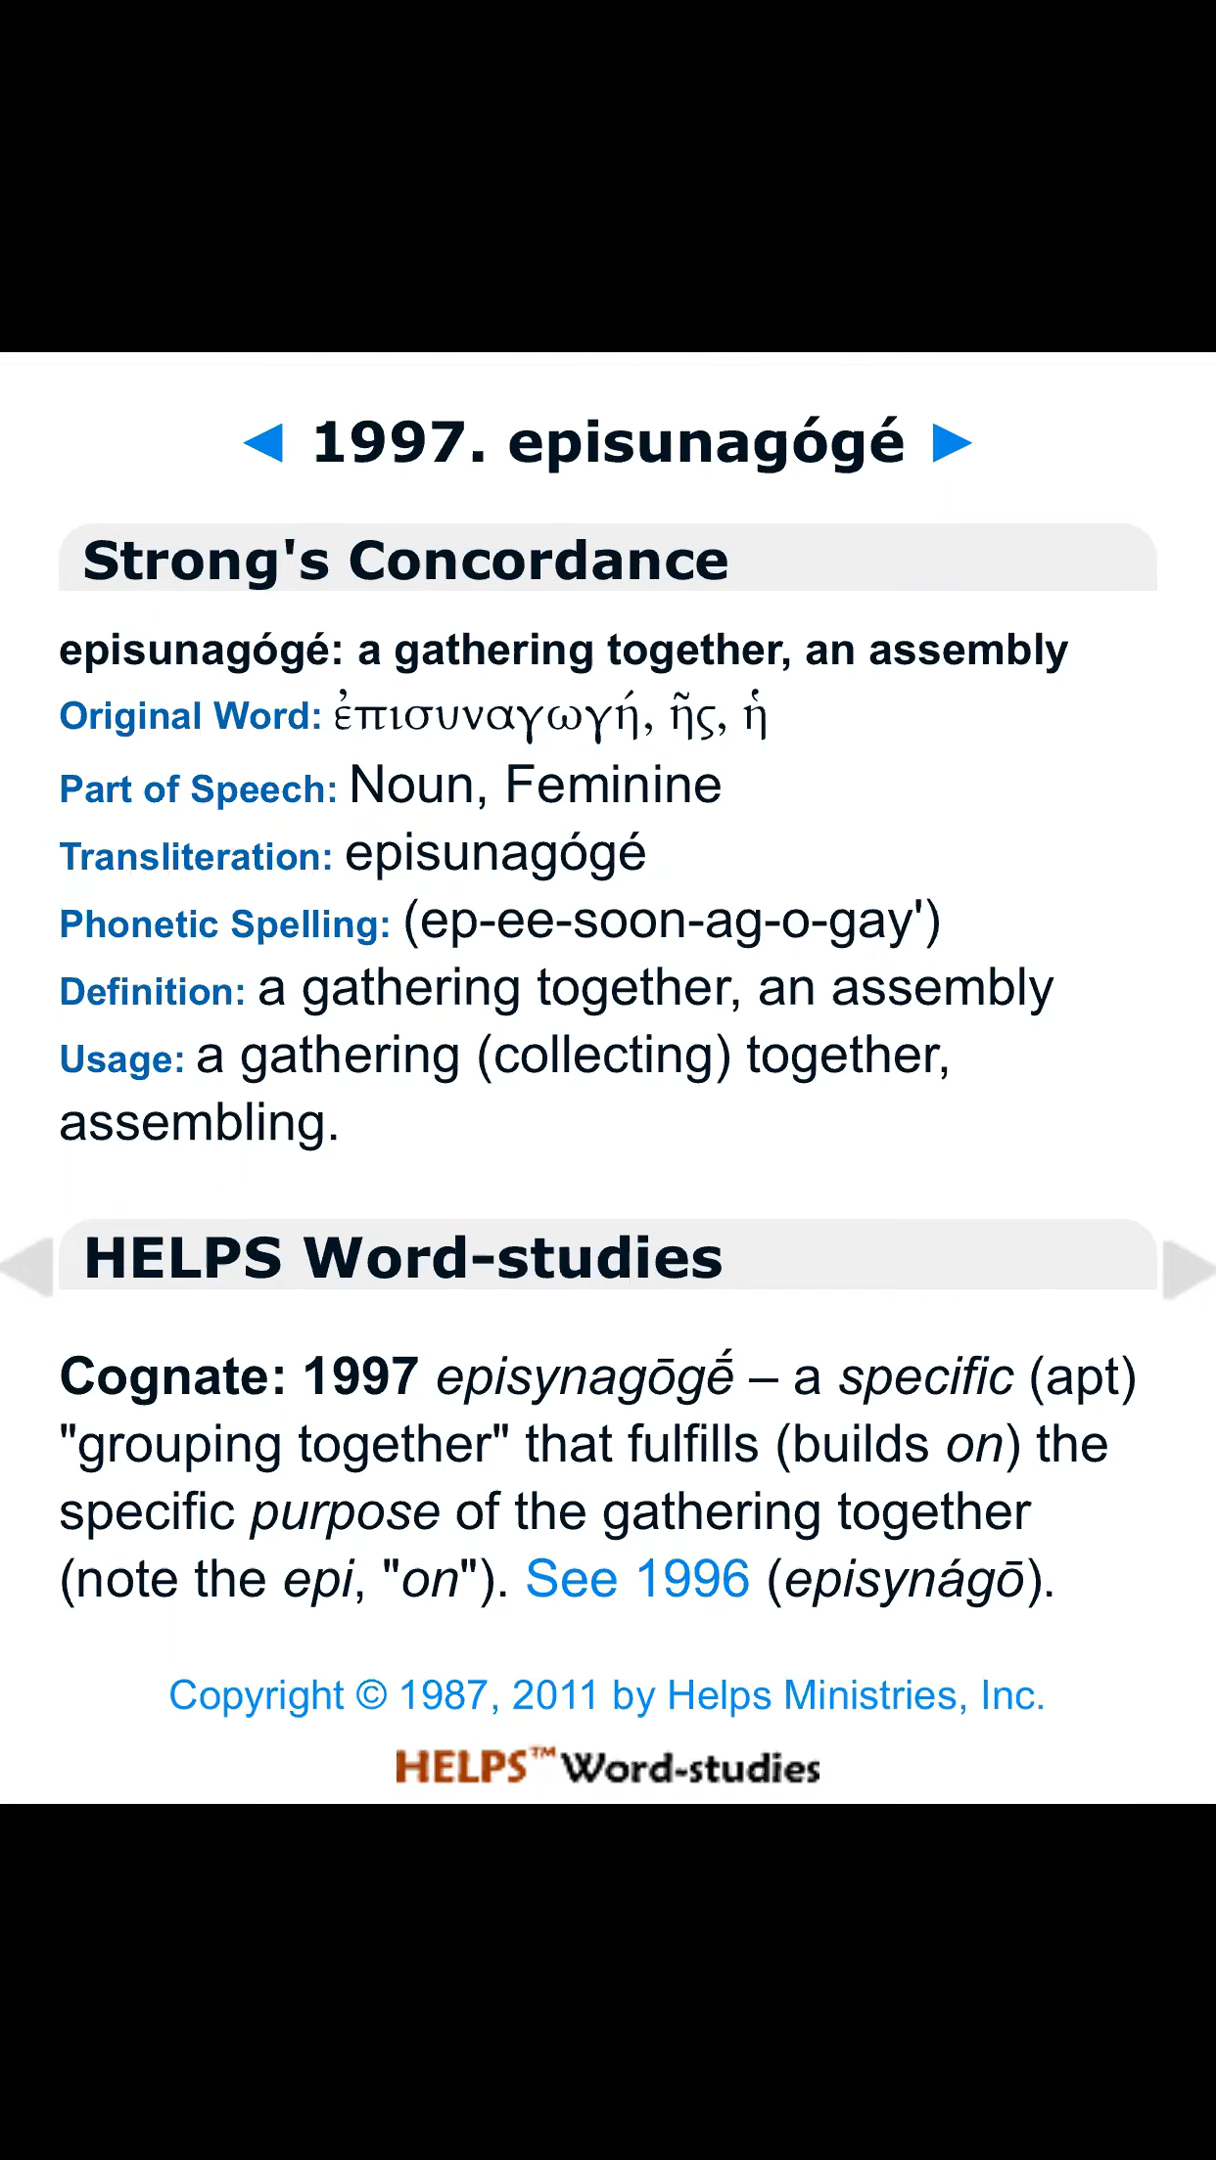 ◀ 1997. episunagógé ▶
Strong's Concordance
episunagógé: a gathering together, an assembly
Original Word: ἐπισυναγωγή, ῆς, ἡ
Part of Speech: Noun, Feminine
Transliteration: episunagógé
Phonetic Spelling: (ep-ee-soon-ag-o-gay')
Definition: a gathering together, an assembly
Usage: a gathering (collecting) together,
assembling.
HELPS Word-studies
Cognate: 1997 episynagōgḗ – a specific (apt)
"grouping together" that fulfills (builds on) the
specific purpose of the gathering together
(note the epi, "on"). See 1996 (episynágō).
Copyright © 1987, 2011 by Helps Ministries, Inc.
HELPS™ Word-studies